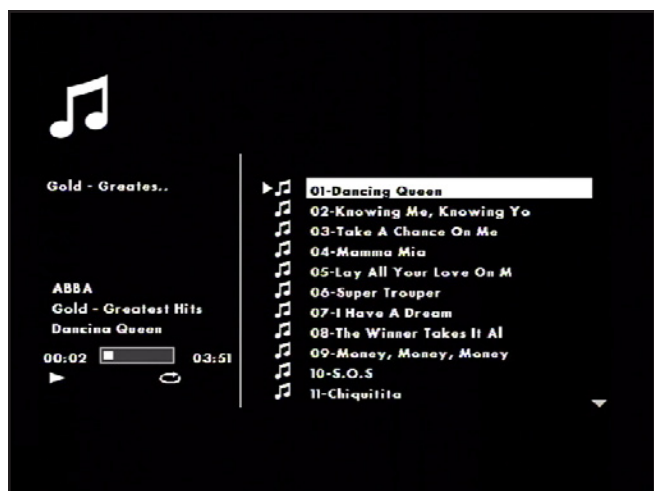 Gold - Greates..
ABBA
Gold - Greatest Hits
Dancing Queen
00:02 03:51
01-Dancing Queen
02-Knowing Me, Knowing Yo
03-Take A Chance On Me
04-Mamma Mia
05-Lay All Your Love On M
06-Super Trouper
07-I Have A Dream
08-The Winner Takes It Al
09-Money, Money, Money
10-S.O.S
11-Chiquitita